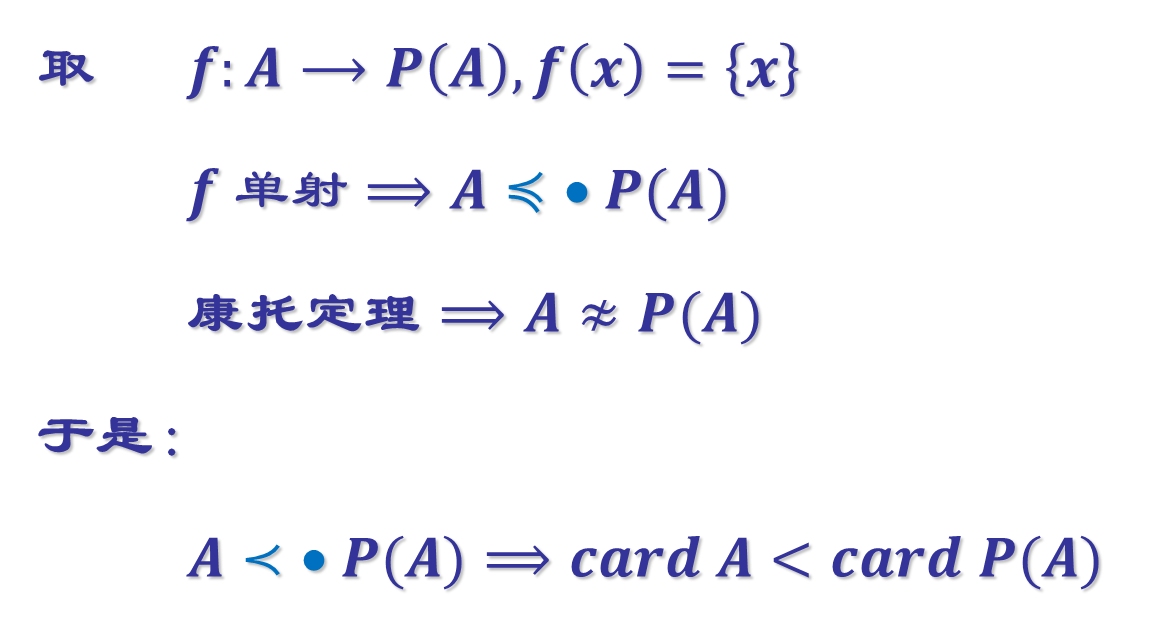 取 f: A ⟶ P(A), f(x) = {x}
f 单射 ⟹ A ≼ • P(A)
康托定理 ⟹ A ≉ P(A)
于是:
A ≺ • P(A) ⟹ card A < card P(A)